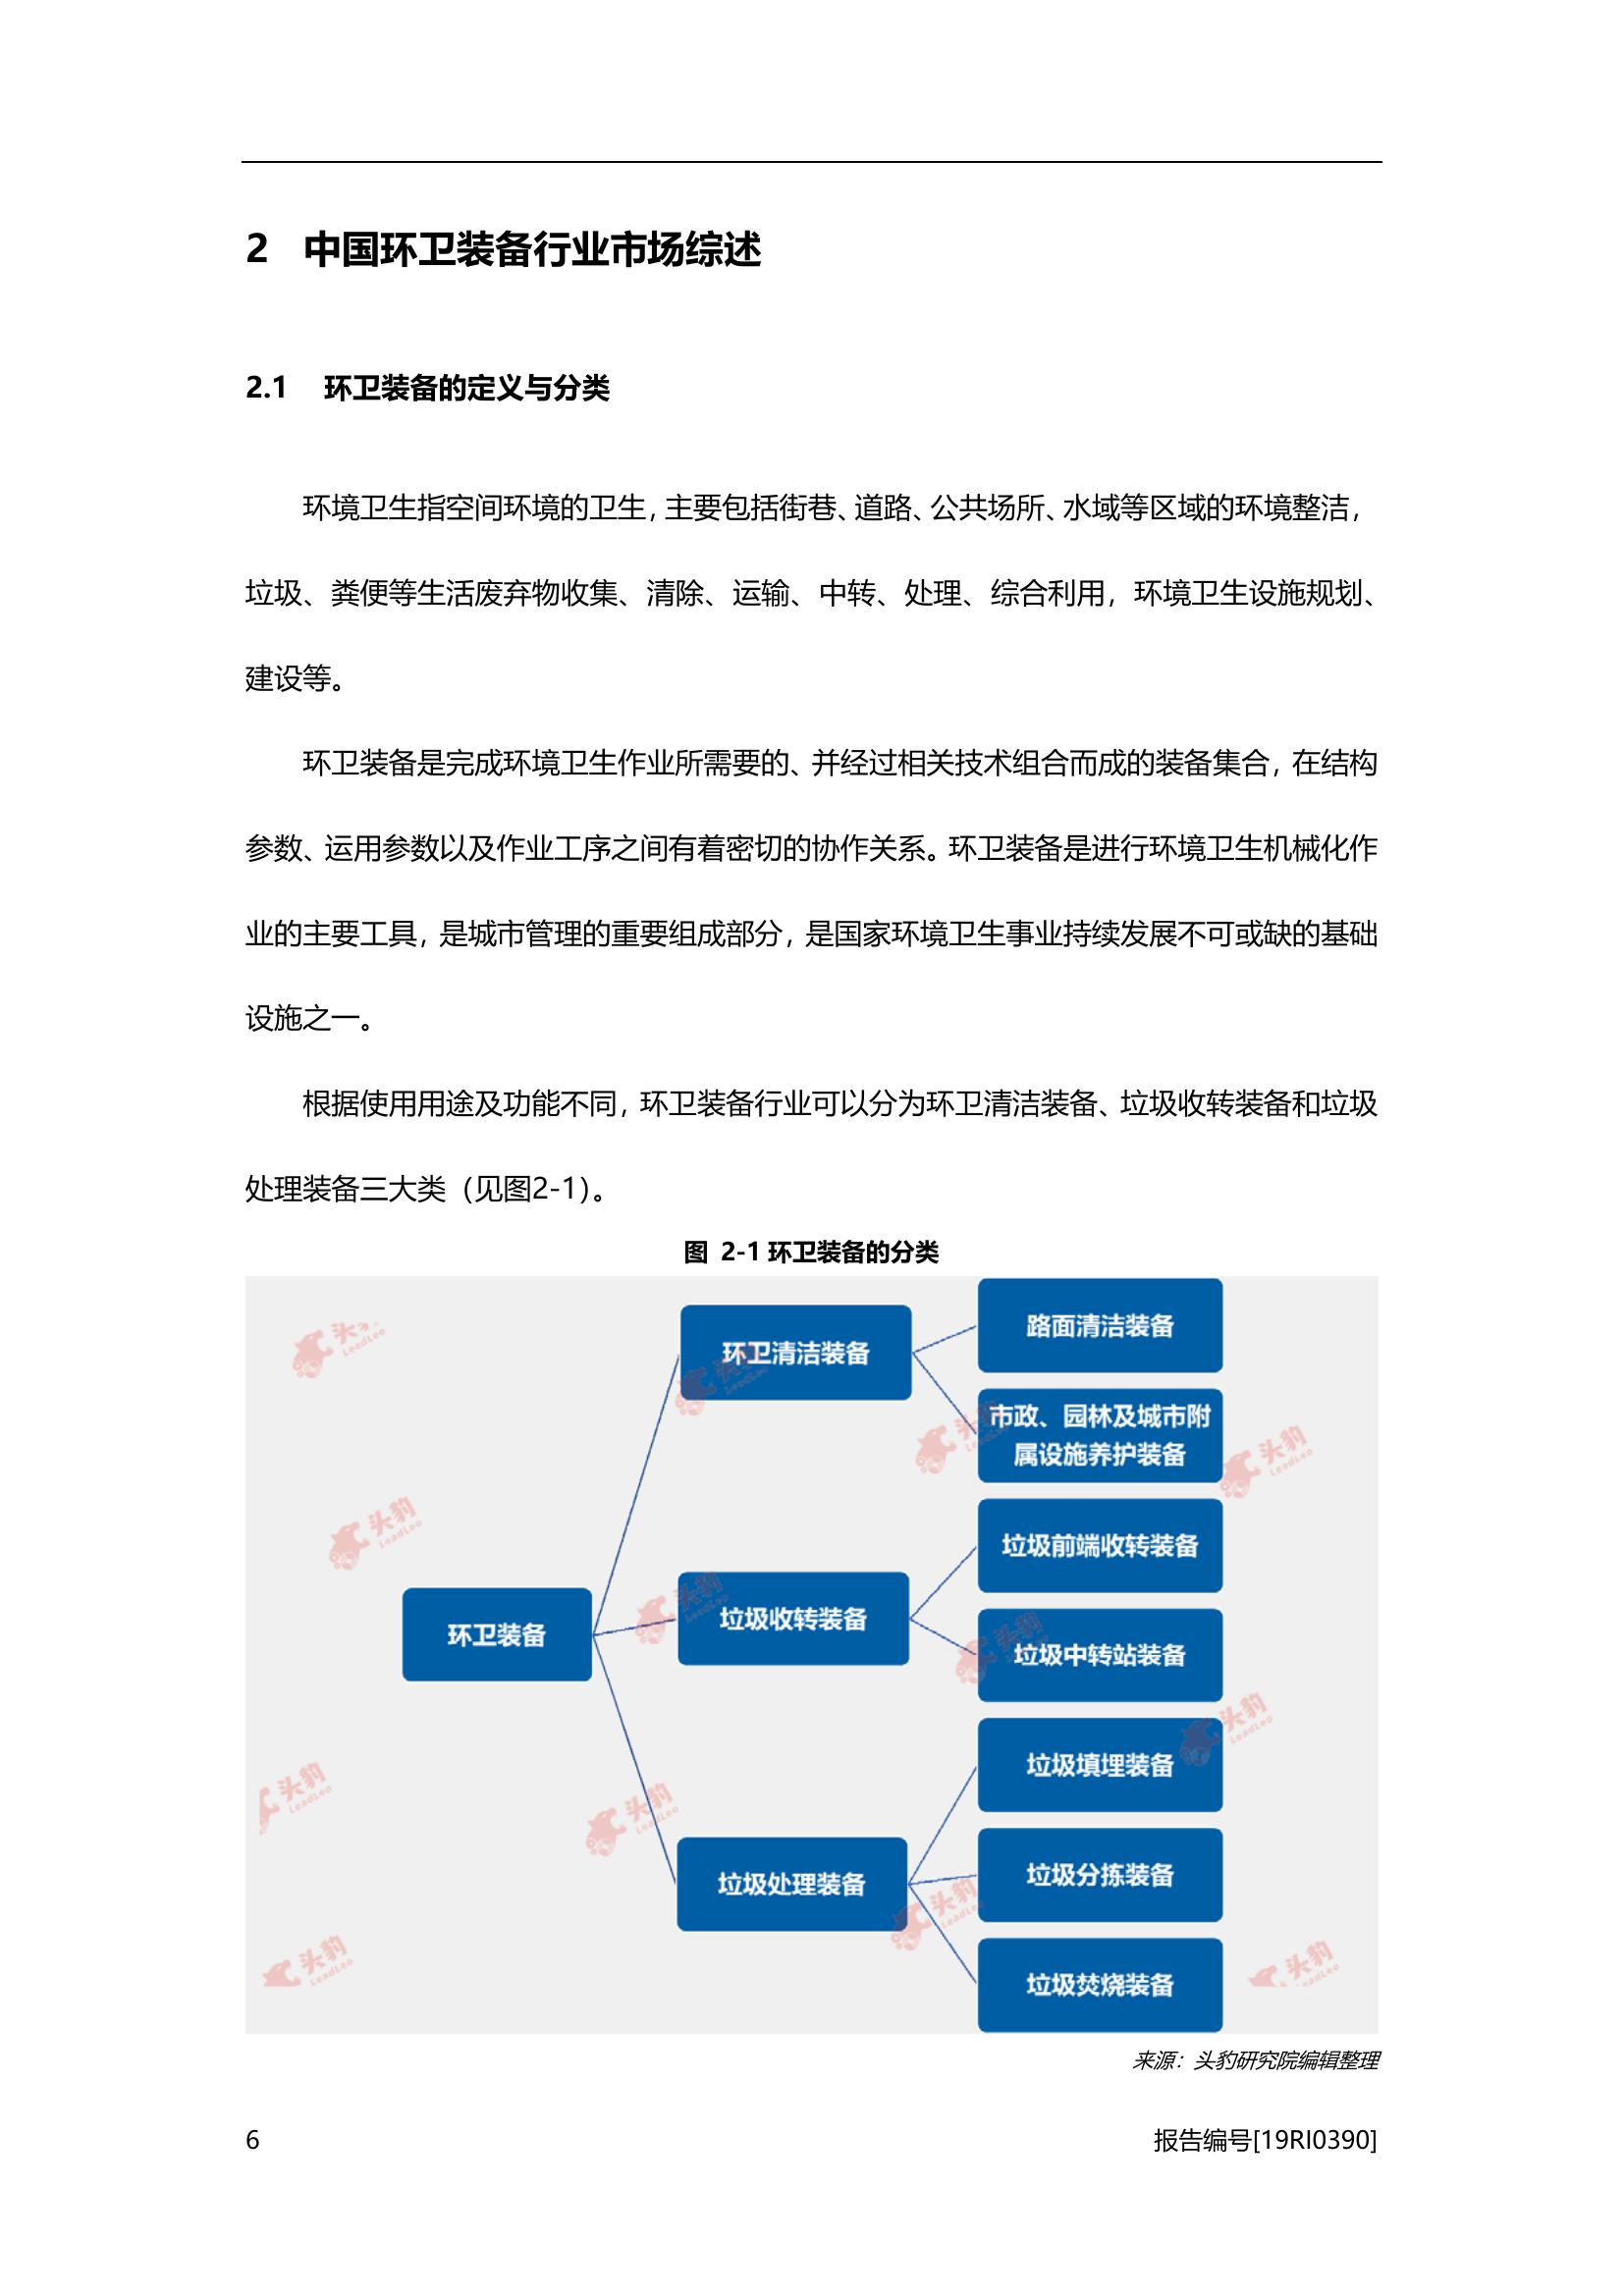 2 中国环卫装备行业市场综述
2.1 环卫装备的定义与分类
环境卫生指空间环境的卫生，主要包括街巷、道路、公共场所、水域等区域的环境整洁，
垃圾、粪便等生活废弃物收集、清除、运输、中转、处理、综合利用，环境卫生设施规划、
建设等。
环卫装备是完成环境卫生作业所需要的、并经过相关技术组合而成的装备集合，在结构
参数、运用参数以及作业工序之间有着密切的协作关系。环卫装备是进行环境卫生机械化作
业的主要工具，是城市管理的重要组成部分，是国家环境卫生事业持续发展不可或缺的基础
设施之一。
根据使用用途及功能不同，环卫装备行业可以分为环卫清洁装备、垃圾收转装备和垃圾
处理装备三大类（见图2-1）。
图 2-1 环卫装备的分类
环卫装备
环卫清洁装备
路面清洁装备
市政、园林及城市附
属设施养护装备
垃圾收转装备
垃圾前端收转装备
垃圾中转站装备
垃圾处理装备
垃圾填埋装备
垃圾分拣装备
垃圾焚烧装备
头豹
LeadLeo
来源：头豹研究院编辑整理
6
报告编号[19RI0390]